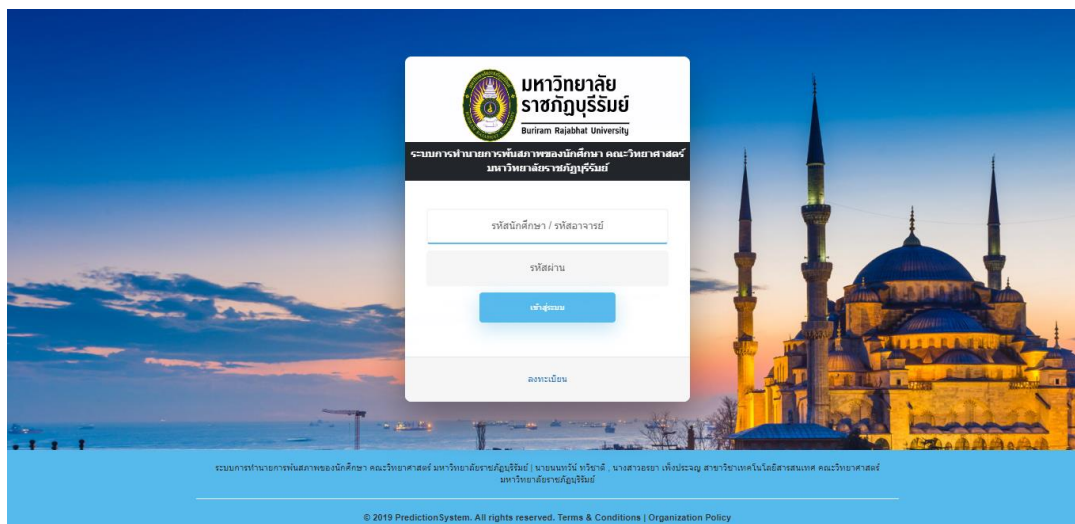 มหาวิทยาลัย
ราชภัฏบุรีรัมย์
Buriram Rajabhat University
ระบบการทำนายการพ้นสภาพของนักศึกษา คณะวิทยาศาสตร์
มหาวิทยาลัยราชภัฏบุรีรัมย์
รหัสนักศึกษา / รหัสอาจารย์
รหัสผ่าน
เข้าสู่ระบบ
ลงทะเบียน
ระบบการทำนายการพ้นสภาพของนักศึกษา คณะวิทยาศาสตร์ มหาวิทยาลัยราชภัฏบุรีรัมย์ | นายนนทวัน์ ทวีชาติ , นางสาวอรยา เพ็งประจญ สาขาวิชาเทคโนโลยีสารสนเทศ คณะวิทยาศาสตร์
มหาวิทยาลัยราชภัฏบุรีรัมย์
© 2019 PredictionSystem. All rights reserved. Terms & Conditions | Organization Policy